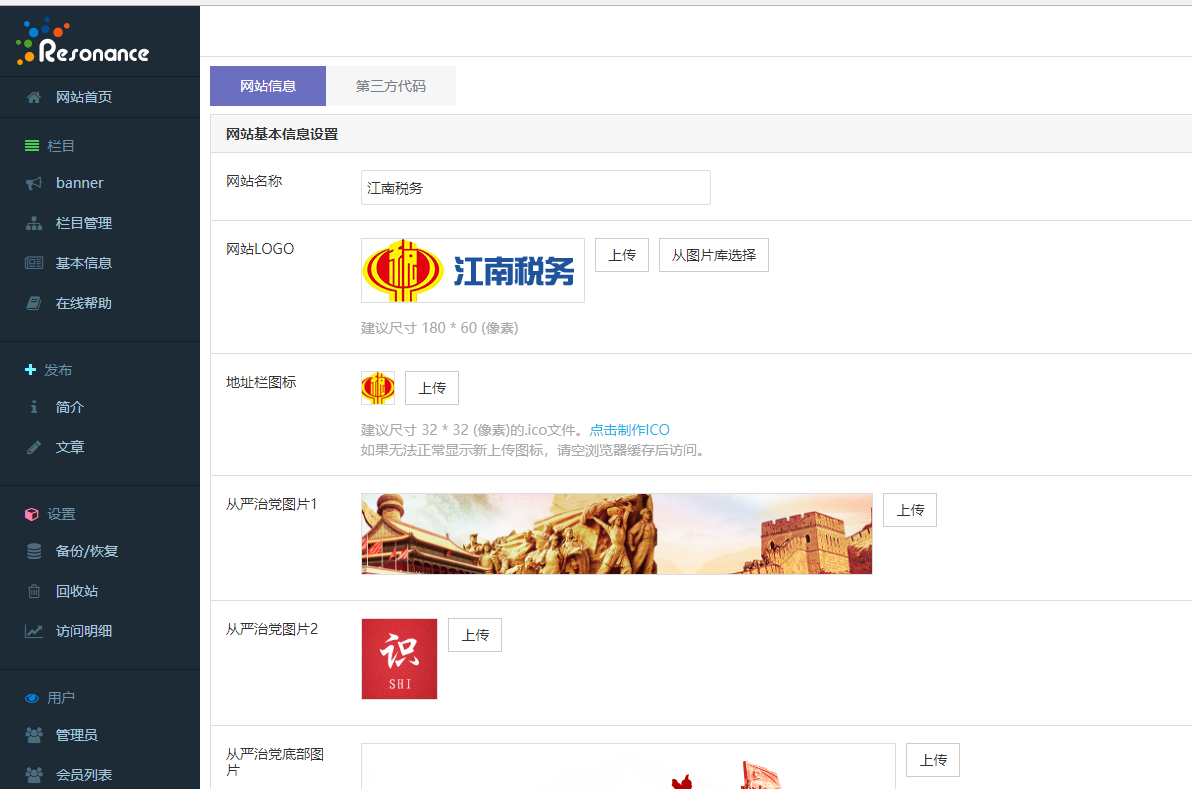 Resonance
网站首页
栏目
banner
栏目管理
基本信息
在线帮助
发布
简介
文章
设置
备份/恢复
回收站
访问明细
用户
管理员
会员列表
网站信息 第三方代码
网站基本信息设置
网站名称 江南税务
网站LOGO 税 江南税务 上传 从图片库选择
建议尺寸 180 * 60 (像素)
地址栏图标 税 上传
建议尺寸 32 * 32 (像素)的.ico文件。点击制作ICO
如果无法正常显示新上传图标，请空浏览器缓存后访问。
从严治党图片1 上传
从严治党图片2 识 上传
SHI
从严治党底部图 上传
片